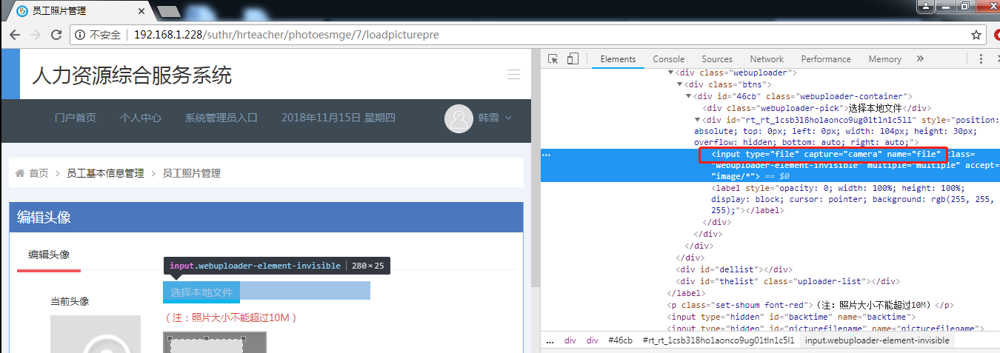 员工照片管理
不安全 192.168.1.228/suthr/hrteacher/photoesmge/7/loadpicturepre
人力资源综合服务系统
门户首页 个人中心 系统管理员入口 2018年11月15日 星期四 韩雪
首页 > 员工基本信息管理 > 员工照片管理
编辑头像
编辑头像
input.webuploader-element-invisible 280 × 25
选择本地文件
当前头像
（注：照片大小不能超过10M）
Elements Console Sources Network Performance Memory »
▼<div class="webuploader">
▼<div class="btns">
▼<div id="46cb" class="webuploader-container">
<div class="webuploader-pick">选择本地文件</div>
▼<div id="rt_rt_1csb318ho1aonco9ug01tln1c5l1" style="position:
absolute; top: 0px; left: 0px; width: 104px; height: 30px;
overflow: hidden; bottom: auto; right: auto;">
<input type="file" capture="camera" name="file" class=
"webuploader-element-invisible" multiple="multiple" accept=
"image/*"> == $0
<label style="opacity: 0; width: 100%; height: 100%;
display: block; cursor: pointer; background: rgb(255, 255,
255);"></label>
</div>
</div>
</div>
</div>
<div id="dellist"></div>
<div id="thelist" class="uploader-list"></div>
</label>
<p class="set-shoum font-red">（注：照片大小不能超过10M）</p>
<input type="hidden" id="backtime" name="backtime">
<input type="hidden" id="picturefilename" name="picturefilename">
... div div #46cb #rt_rt_1csb318ho1aonco9ug01tln1c5l1 input.webuploader-element-invisible